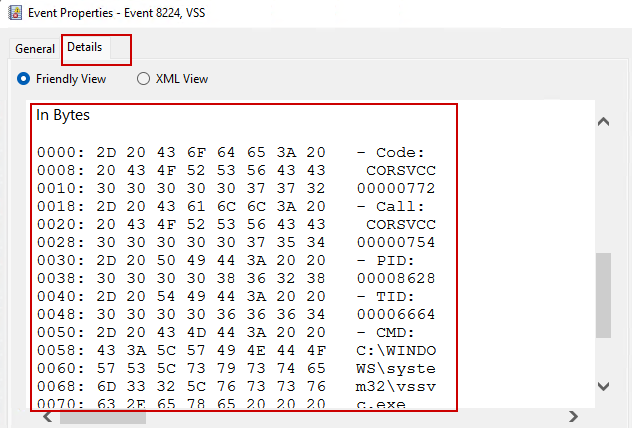 Event Properties - Event 8224, VSS
General Details
Friendly View XML View
In Bytes
0000: 2D 20 43 6F 64 65 3A 20 - Code:
0008: 20 43 4F 52 53 56 43 43 CORSVCC
0010: 30 30 30 30 30 37 37 32 00000772
0018: 2D 20 43 61 6C 6C 3A 20 - Call:
0020: 20 43 4F 52 53 56 43 43 CORSVCC
0028: 30 30 30 30 30 37 35 34 00000754
0030: 2D 20 50 49 44 3A 20 20 - PID:
0038: 30 30 30 30 38 36 32 38 00008628
0040: 2D 20 54 49 44 3A 20 20 - TID:
0048: 30 30 30 30 36 36 36 34 00006664
0050: 2D 20 43 4D 44 3A 20 20 - CMD:
0058: 43 3A 5C 57 49 4E 44 4F C:\WINDO
0060: 57 53 5C 73 79 73 74 65 WS\syste
0068: 6D 33 32 5C 76 73 73 76 m32\vssv
0070: 63 2E 65 78 65 20 20 20 c.exe